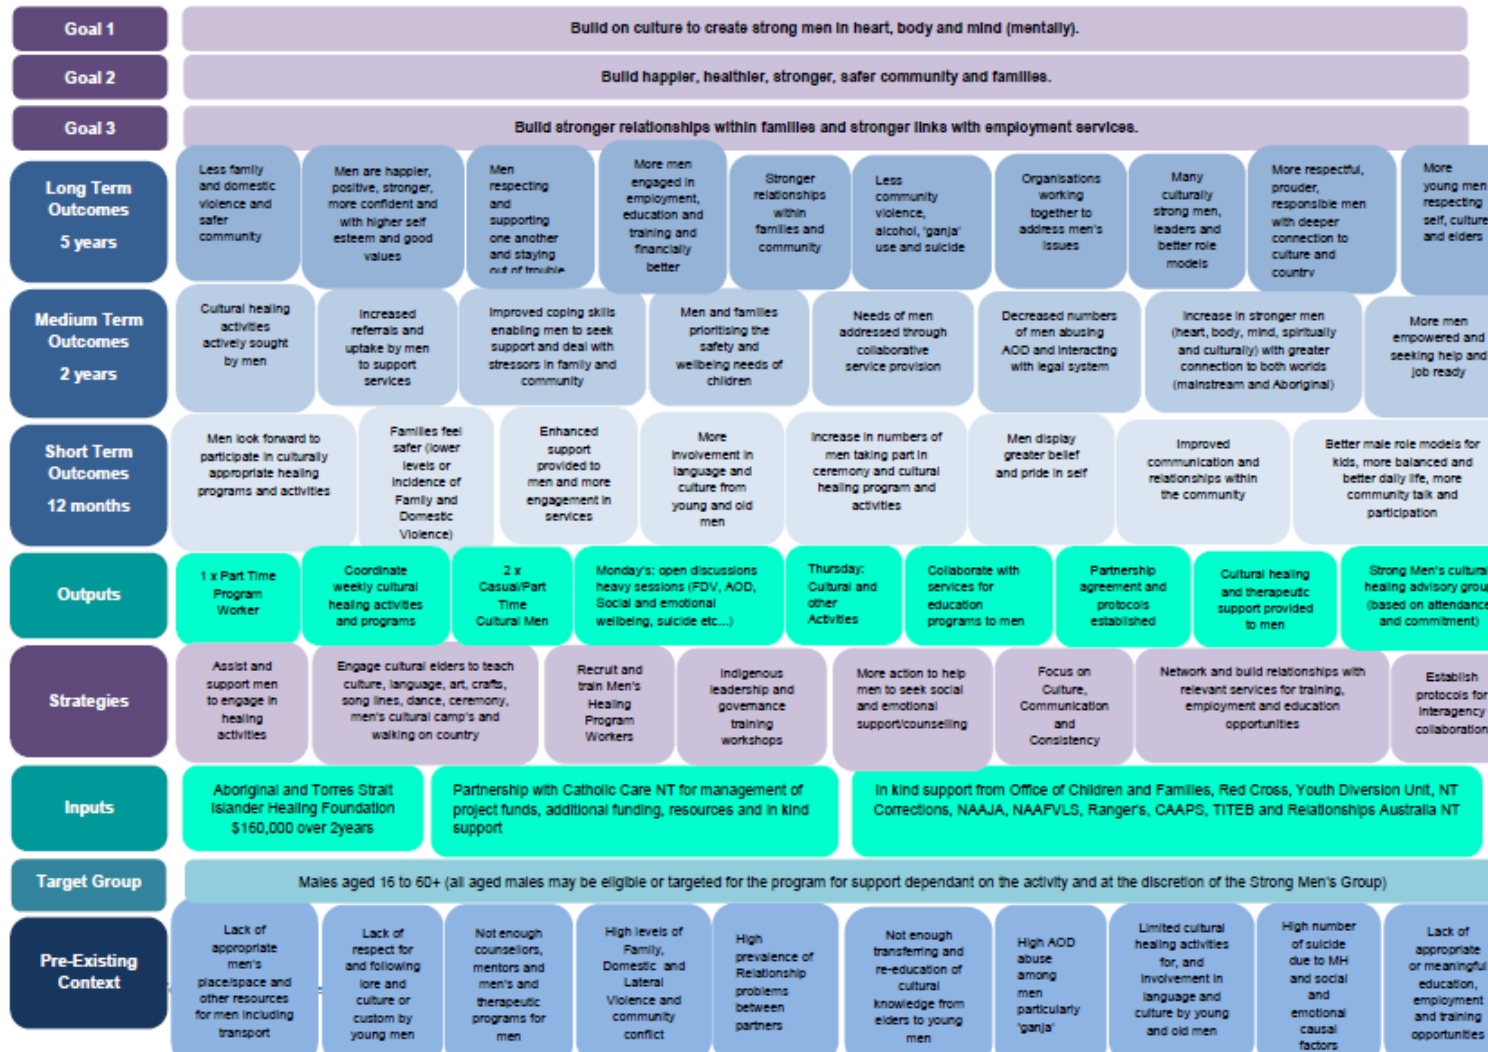 Goal 1
Build on culture to create strong men in heart, body and mind (mentally).
Goal 2
Build happier, healthier, stronger, safer community and families.
Goal 3
Build stronger relationships within families and stronger links with employment services.
Long Term
Outcomes
5 years
Less family
and domestic
violence and
safer
community
Men are happier,
positive, stronger,
more confident and
with higher self
esteem and good
values
Men
respecting
and
supporting
one another
and staying
out of trouble
More men
engaged in
employment,
education and
training and
financially
better
Stronger
relationships
within
families and
community
Less
community
violence,
alcohol, 'ganja'
use and suicide
Organisations
working
together to
address men's
issues
Many
culturally
strong men,
leaders and
better role
models
More respectful,
prouder,
responsible men
with deeper
connection to
culture and
country
More
young men
respecting
self, culture
and elders
Medium Term
Outcomes
2 years
Cultural healing
activities
actively sought
by men
Increased
referrals and
uptake by men
to support
services
Improved coping skills
enabling men to seek
support and deal with
stressors in family and
community
Men and families
prioritising the
safety and
wellbeing needs of
children
Needs of men
addressed through
collaborative
service provision
Decreased numbers
of men abusing
AOD and interacting
with legal system
Increase in stronger men
(heart, body, mind, spiritually
and culturally) with greater
connection to both worlds
(mainstream and Aboriginal)
More men
empowered and
seeking help and
job ready
Short Term
Outcomes
12 months
Men look forward to
participate in culturally
appropriate healing
programs and activities
Families feel
safer (lower
levels or
incidence of
Family and
Domestic
Violence)
Enhanced
support
provided to
men and more
engagement in
services
More
involvement in
language and
culture from
young and old
men
Increase in numbers of
men taking part in
ceremony and cultural
healing program and
activities
Men display
greater belief
and pride in self
Improved
communication and
relationships within
the community
Better male role models for
kids, more balanced and
better daily life, more
community talk and
participation
Outputs
1 x Part Time
Program
Worker
Coordinate
weekly cultural
healing activities
and programs
2 x
Casual/Part
Time
Cultural Men
Monday's: open discussions
heavy sessions (FDV, AOD,
Social and emotional
wellbeing, suicide etc...)
Thursday:
Cultural and
other
Activities
Collaborate with
services for
education
programs to men
Partnership
agreement and
protocols
established
Cultural healing
and therapeutic
support provided
to men
Strong Men's cultural
healing advisory group
(based on attendance
and commitment)
Strategies
Assist and
support men
to engage in
healing
activities
Engage cultural elders to teach
culture, language, art, crafts,
song lines, dance, ceremony,
men's cultural camp's and
walking on country
Recruit and
train Men's
Healing
Program
Workers
Indigenous
leadership and
governance
training
workshops
More action to help
men to seek social
and emotional
support/counselling
Focus on
Culture,
Communication
and
Consistency
Network and build relationships with
relevant services for training,
employment and education
opportunities
Establish
protocols for
interagency
collaboration
Inputs
Aboriginal and Torres Strait
Islander Healing Foundation
$160,000 over 2years
Partnership with Catholic Care NT for management of
project funds, additional funding, resources and in kind
support
In kind support from Office of Children and Families, Red Cross, Youth Diversion Unit, NT
Corrections, NAAJA, NAAFVLS, Ranger's, CAAPS, TITEB and Relationships Australia NT
Target Group
Males aged 16 to 60+ (all aged males may be eligible or targeted for the program for support dependant on the activity and at the discretion of the Strong Men's Group)
Pre-Existing
Context
Lack of
appropriate
men's
place/space and
other resources
for men including
transport
Lack of
respect for
and following
lore and
culture or
custom by
young men
Not enough
counsellors,
mentors and
men's and
therapeutic
programs for
men
High levels of
Family,
Domestic and
Lateral
Violence and
community
conflict
High
prevalence of
Relationship
problems
between
partners
Not enough
transferring and
re-education of
cultural
knowledge from
elders to young
men
High AOD
abuse
among
men
particularly
'ganja'
Limited cultural
healing activities
for, and
involvement in
language and
culture by young
and old men
High number
of suicide
due to MH
and social
and
emotional
causal
factors
Lack of
appropriate
or meaningful
education,
employment
and training
opportunities